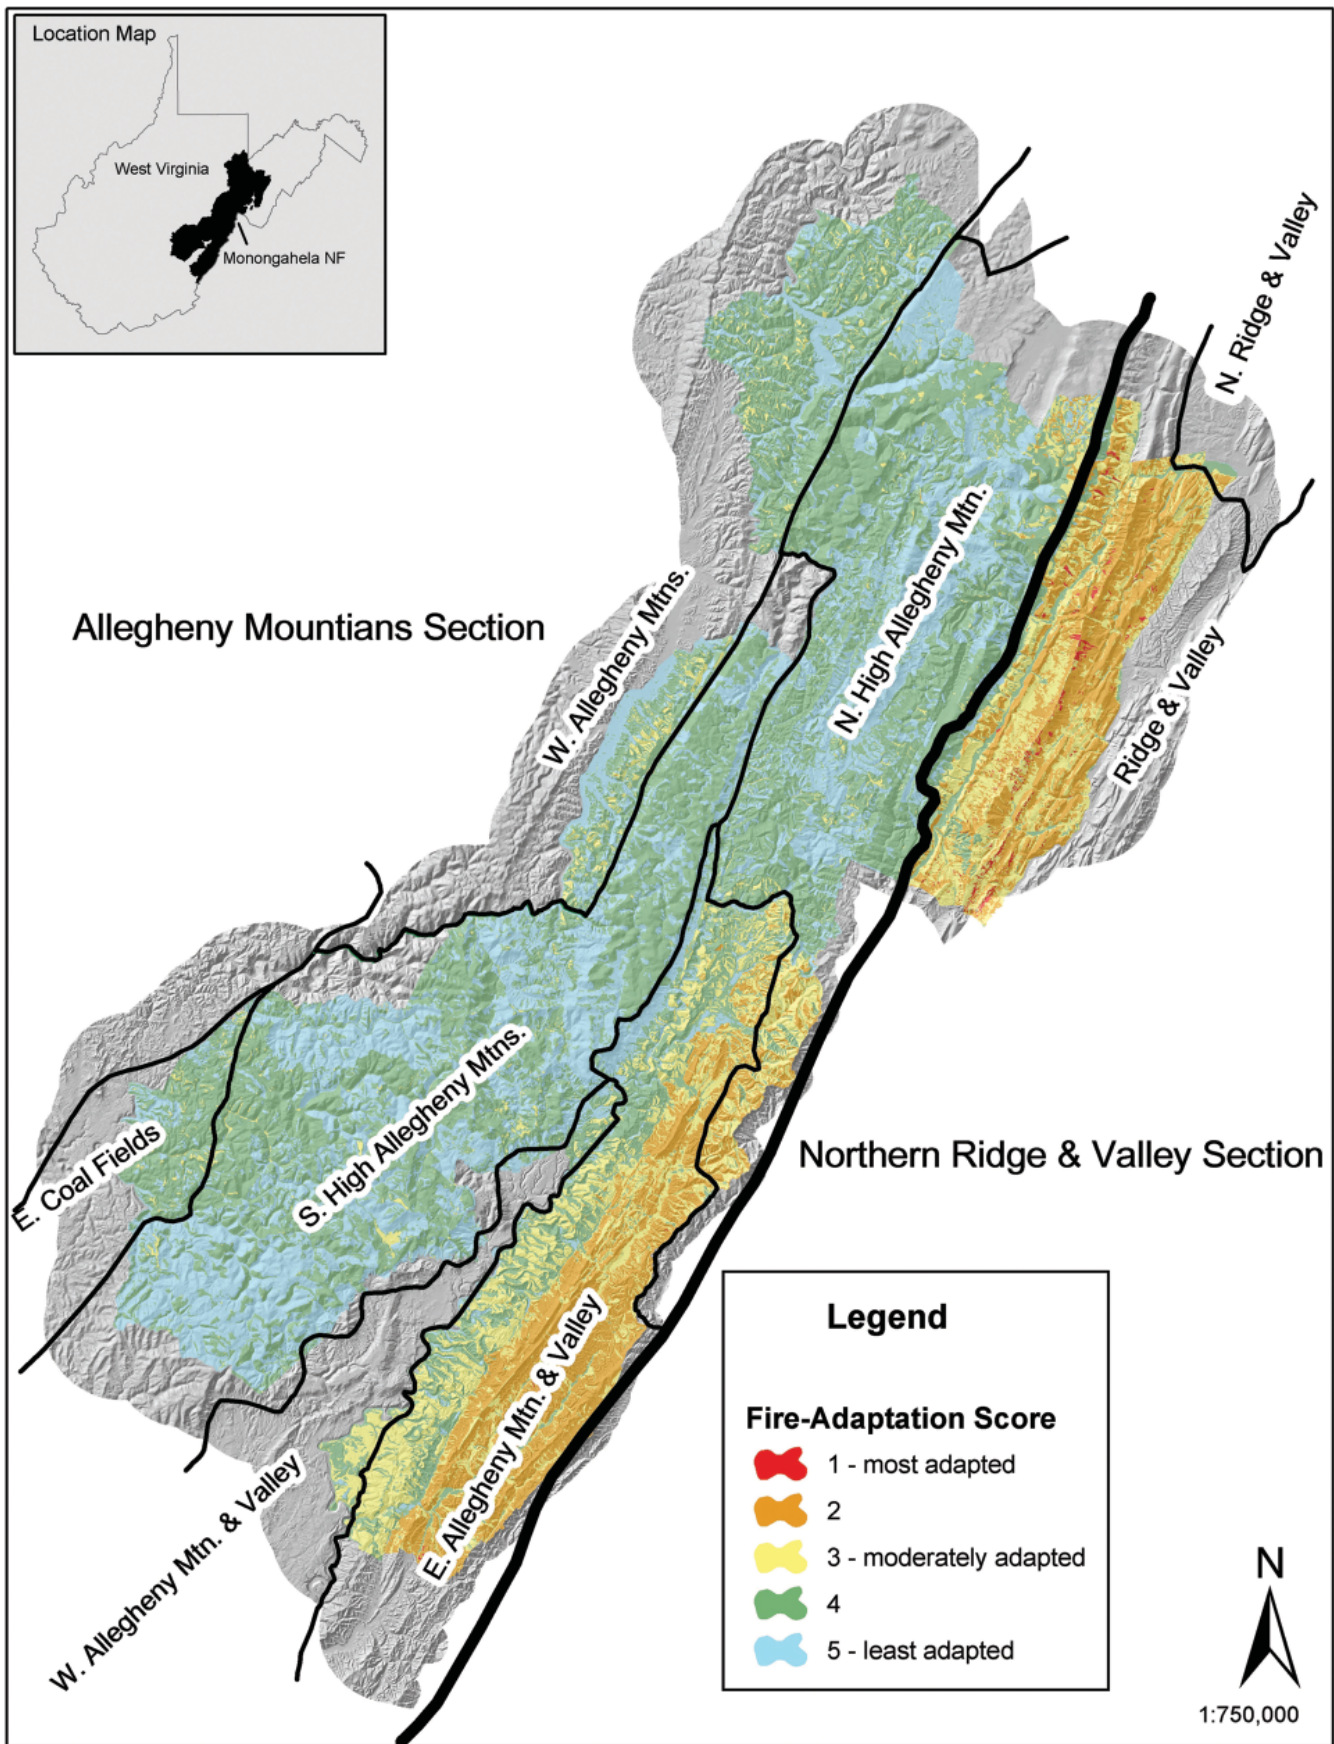 Location Map
West Virginia
Monongahela NF
N. Ridge & Valley
Allegheny Mountians Section
W. Allegheny Mtns.
N. High Allegheny Mtn.
Ridge & Valley
E. Coal Fields
S. High Allegheny Mtns.
Northern Ridge & Valley Section
W. Allegheny Mtn. & Valley
E. Allegheny Mtn. & Valley
Legend
Fire-Adaptation Score
1 - most adapted
2
3 - moderately adapted
4
5 - least adapted
N
1:750,000